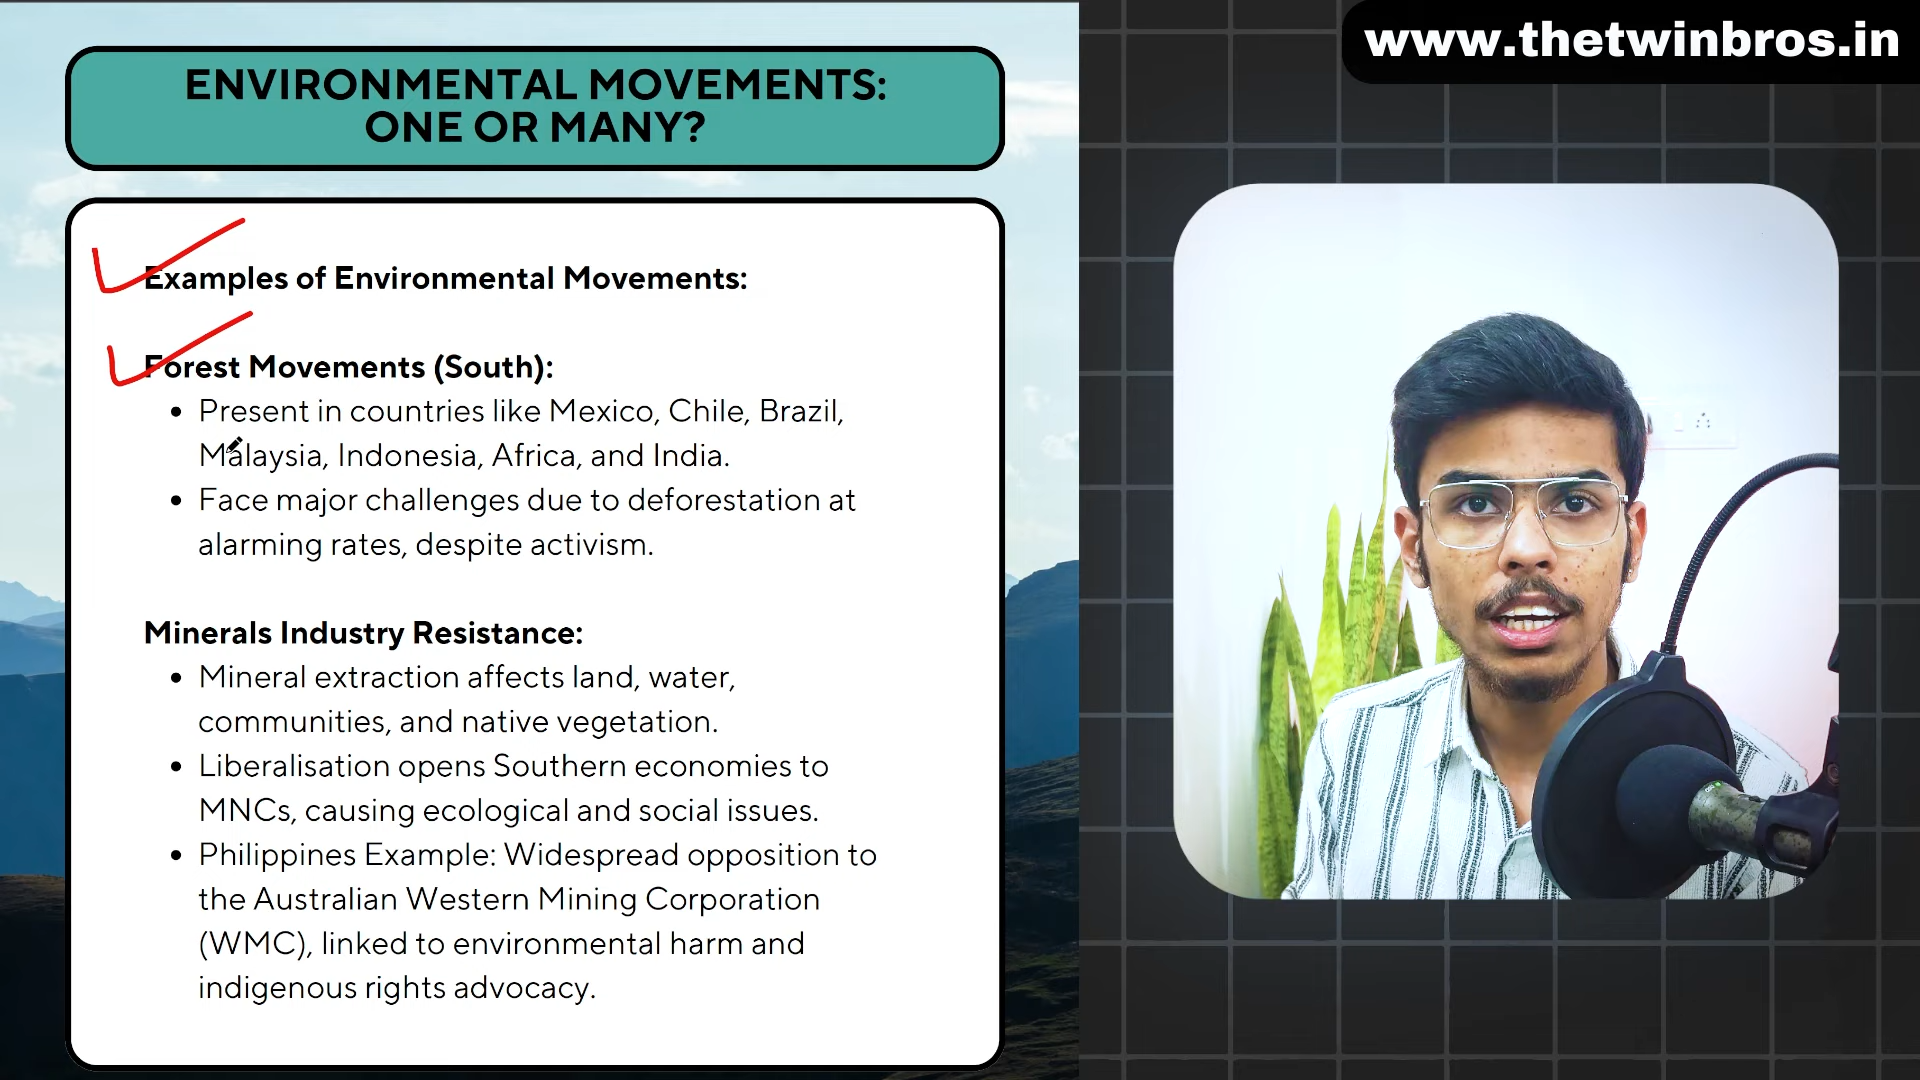 www.thetwinbros.in
ENVIRONMENTAL MOVEMENTS:
ONE OR MANY?
Examples of Environmental Movements:
Forest Movements (South):
• Present in countries like Mexico, Chile, Brazil,
Malaysia, Indonesia, Africa, and India.
• Face major challenges due to deforestation at
alarming rates, despite activism.
Minerals Industry Resistance:
• Mineral extraction affects land, water,
communities, and native vegetation.
• Liberalisation opens Southern economies to
MNCs, causing ecological and social issues.
• Philippines Example: Widespread opposition to
the Australian Western Mining Corporation
(WMC), linked to environmental harm and
indigenous rights advocacy.